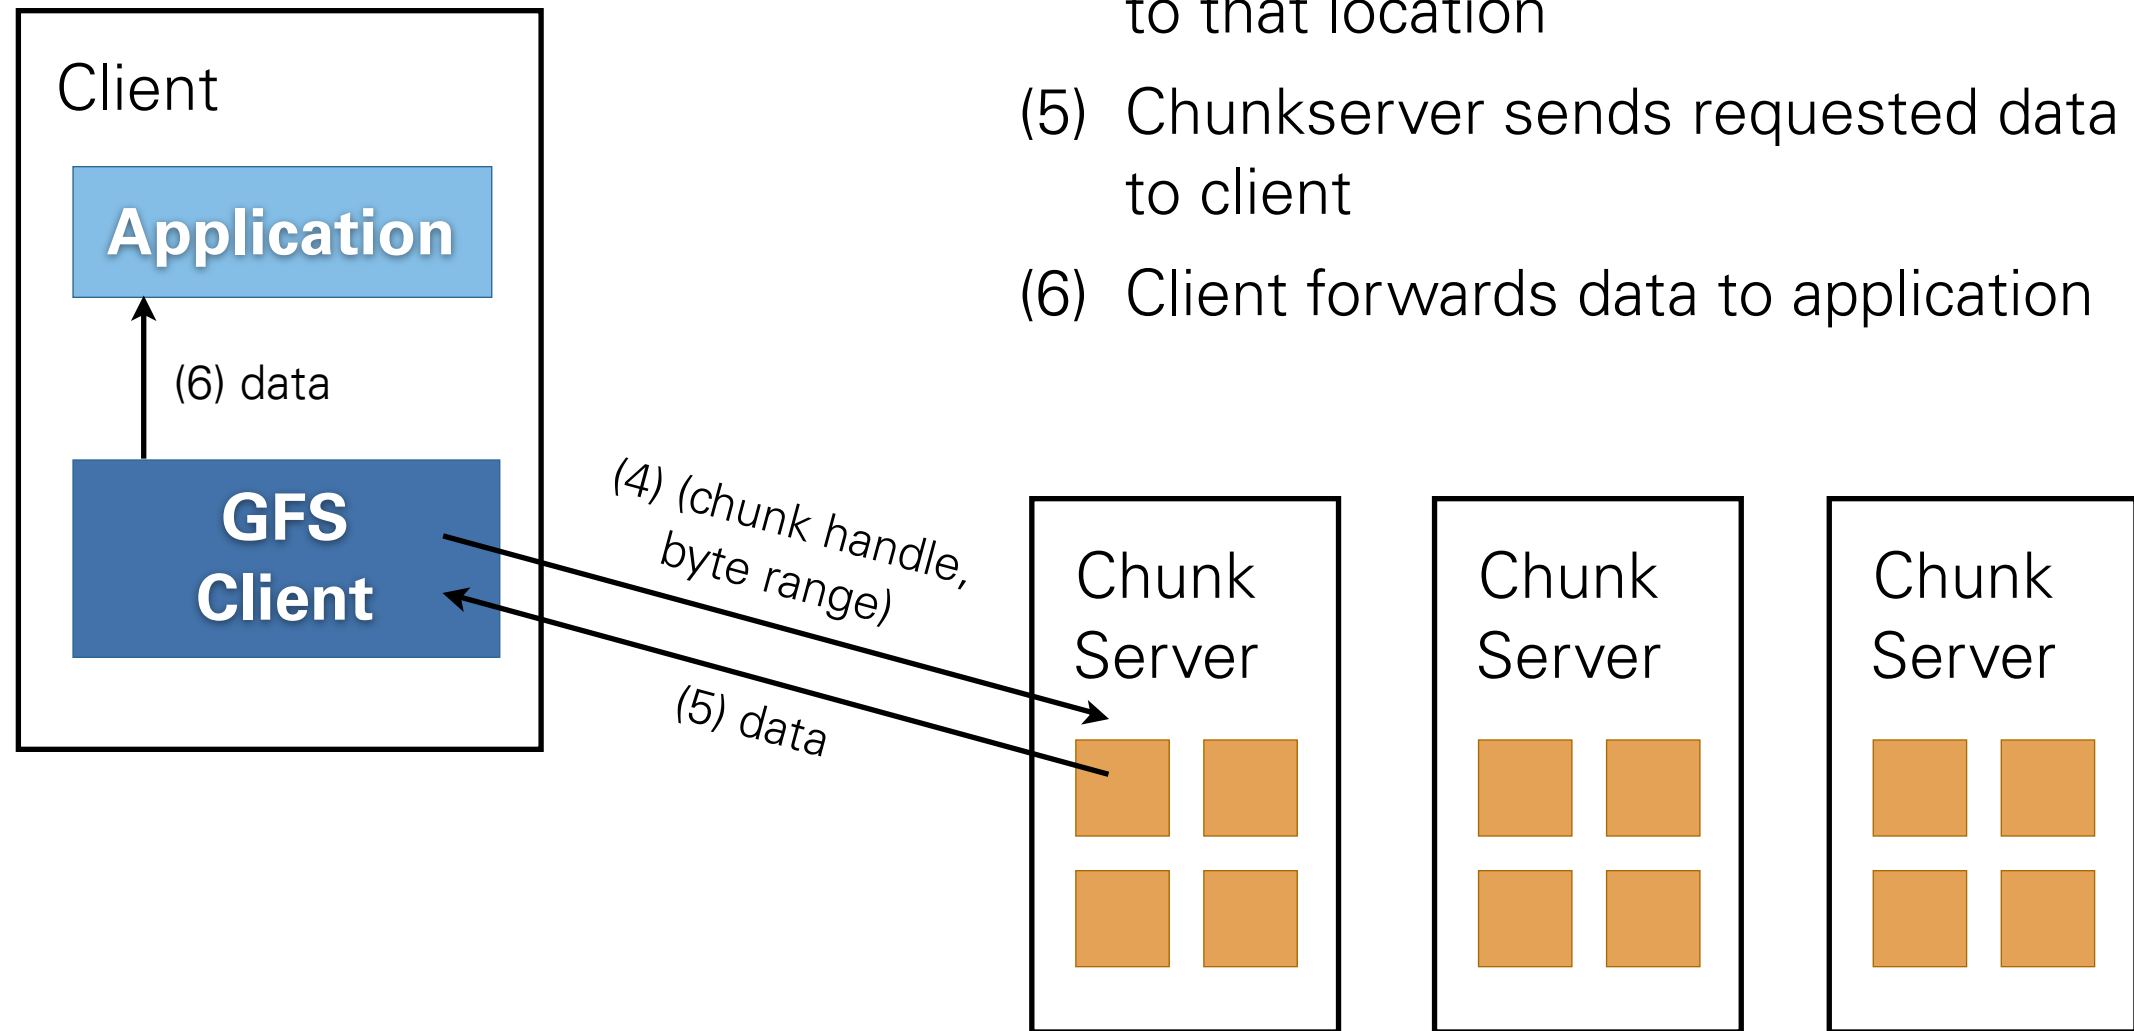 to that location
(5) Chunkserver sends requested data
to client
(6) Client forwards data to application
Client
Application
(6) data
GFS
Client
(4) (chunk handle,
byte range)
(5) data
Chunk
Server
Chunk
Server
Chunk
Server